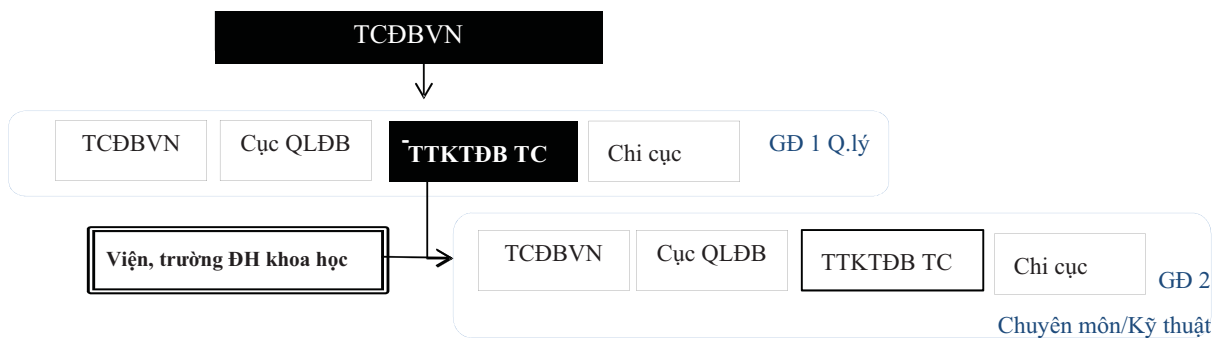 TCĐBVN
TCĐBVN
Cục QLĐB
TTKTĐB TC
Chi cục
GĐ 1 Q.lý
Viện, trường ĐH khoa học
TCĐBVN
Cục QLĐB
TTKTĐB TC
Chi cục
GĐ 2
Chuyên môn/Kỹ thuật